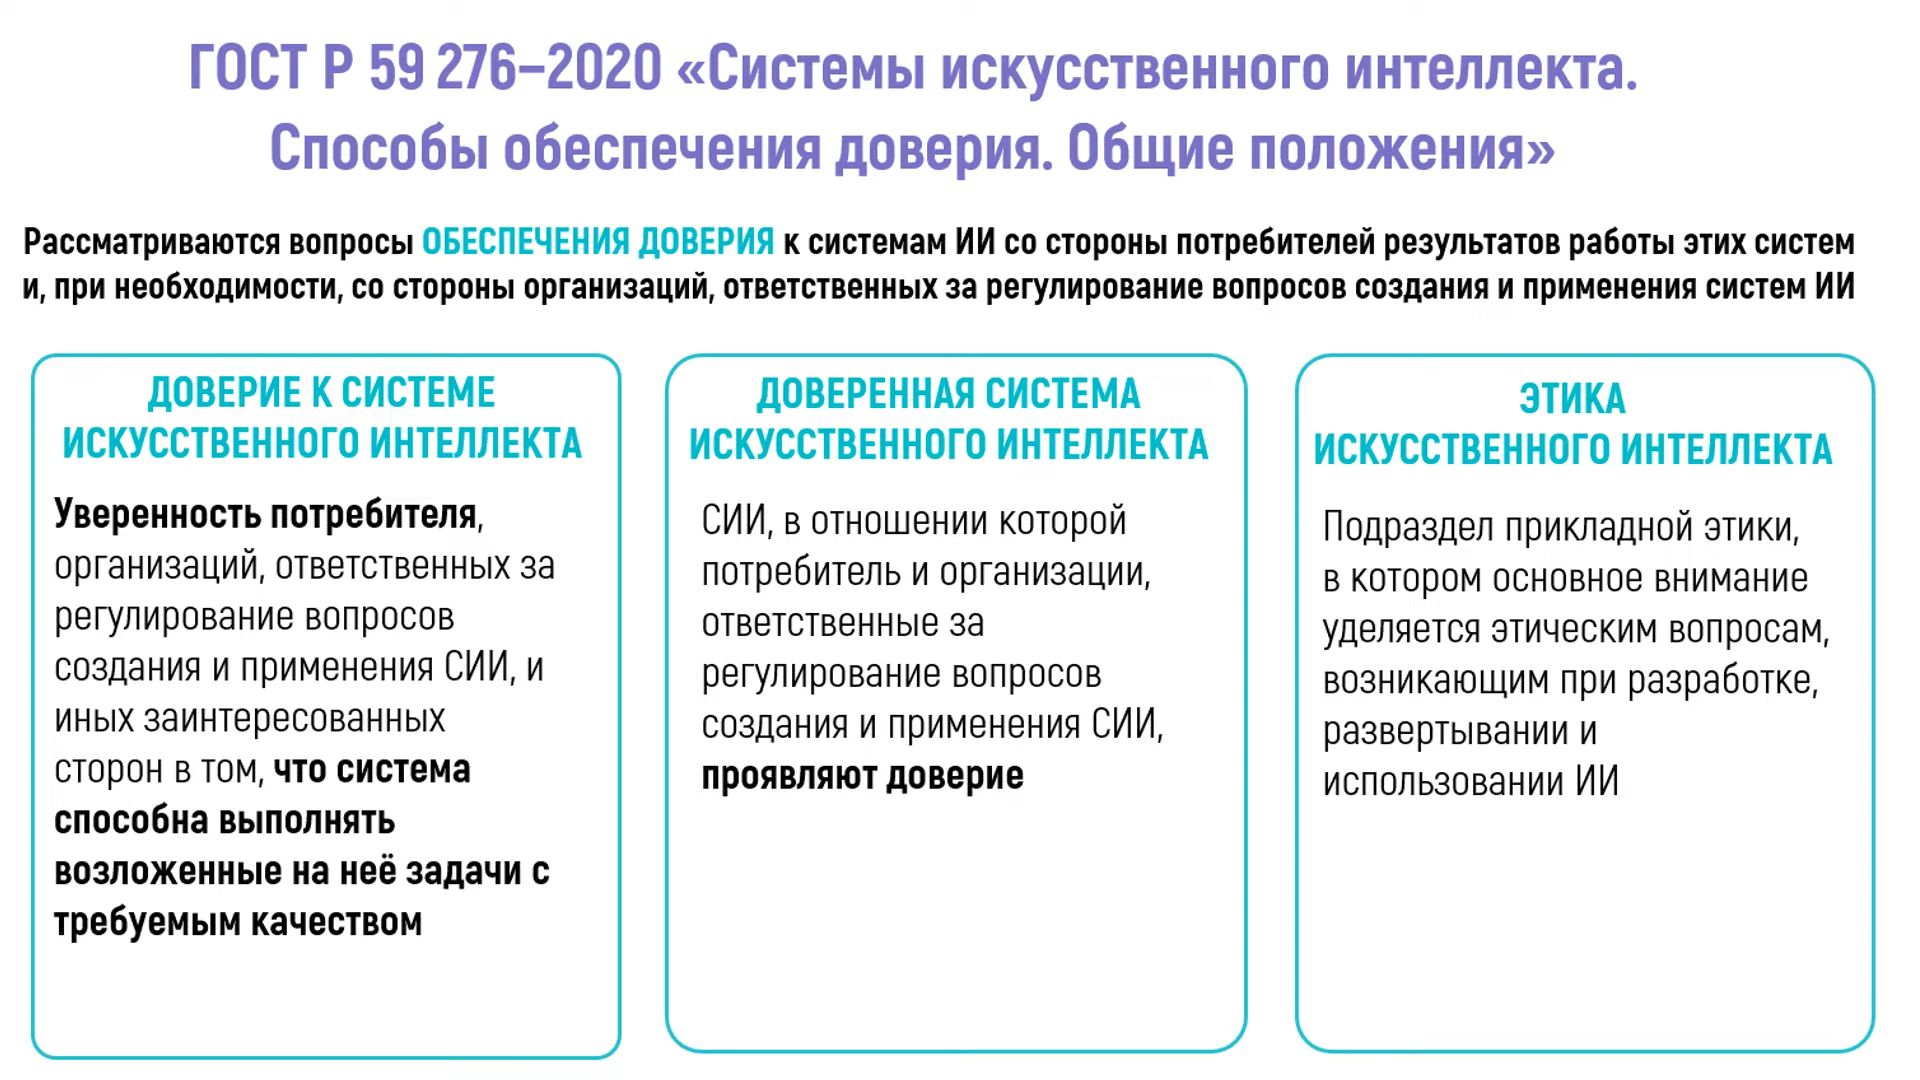 ГОСТ Р 59 276–2020 «Системы искусственного интеллекта.
Способы обеспечения доверия. Общие положения»
Рассматриваются вопросы ОБЕСПЕЧЕНИЯ ДОВЕРИЯ к системам ИИ со стороны потребителей результатов работы этих систем
и, при необходимости, со стороны организаций, ответственных за регулирование вопросов создания и применения систем ИИ
ДОВЕРИЕ К СИСТЕМЕ
ИСКУССТВЕННОГО ИНТЕЛЛЕКТА
Уверенность потребителя,
организаций, ответственных за
регулирование вопросов
создания и применения СИИ, и
иных заинтересованных
сторон в том, что система
способна выполнять
возложенные на неё задачи с
требуемым качеством
ДОВЕРЕННАЯ СИСТЕМА
ИСКУССТВЕННОГО ИНТЕЛЛЕКТА
СИИ, в отношении которой
потребитель и организации,
ответственные за
регулирование вопросов
создания и применения СИИ,
проявляют доверие
ЭТИКА
ИСКУССТВЕННОГО ИНТЕЛЛЕКТА
Подраздел прикладной этики,
в котором основное внимание
уделяется этическим вопросам,
возникающим при разработке,
развертывании и
использовании ИИ